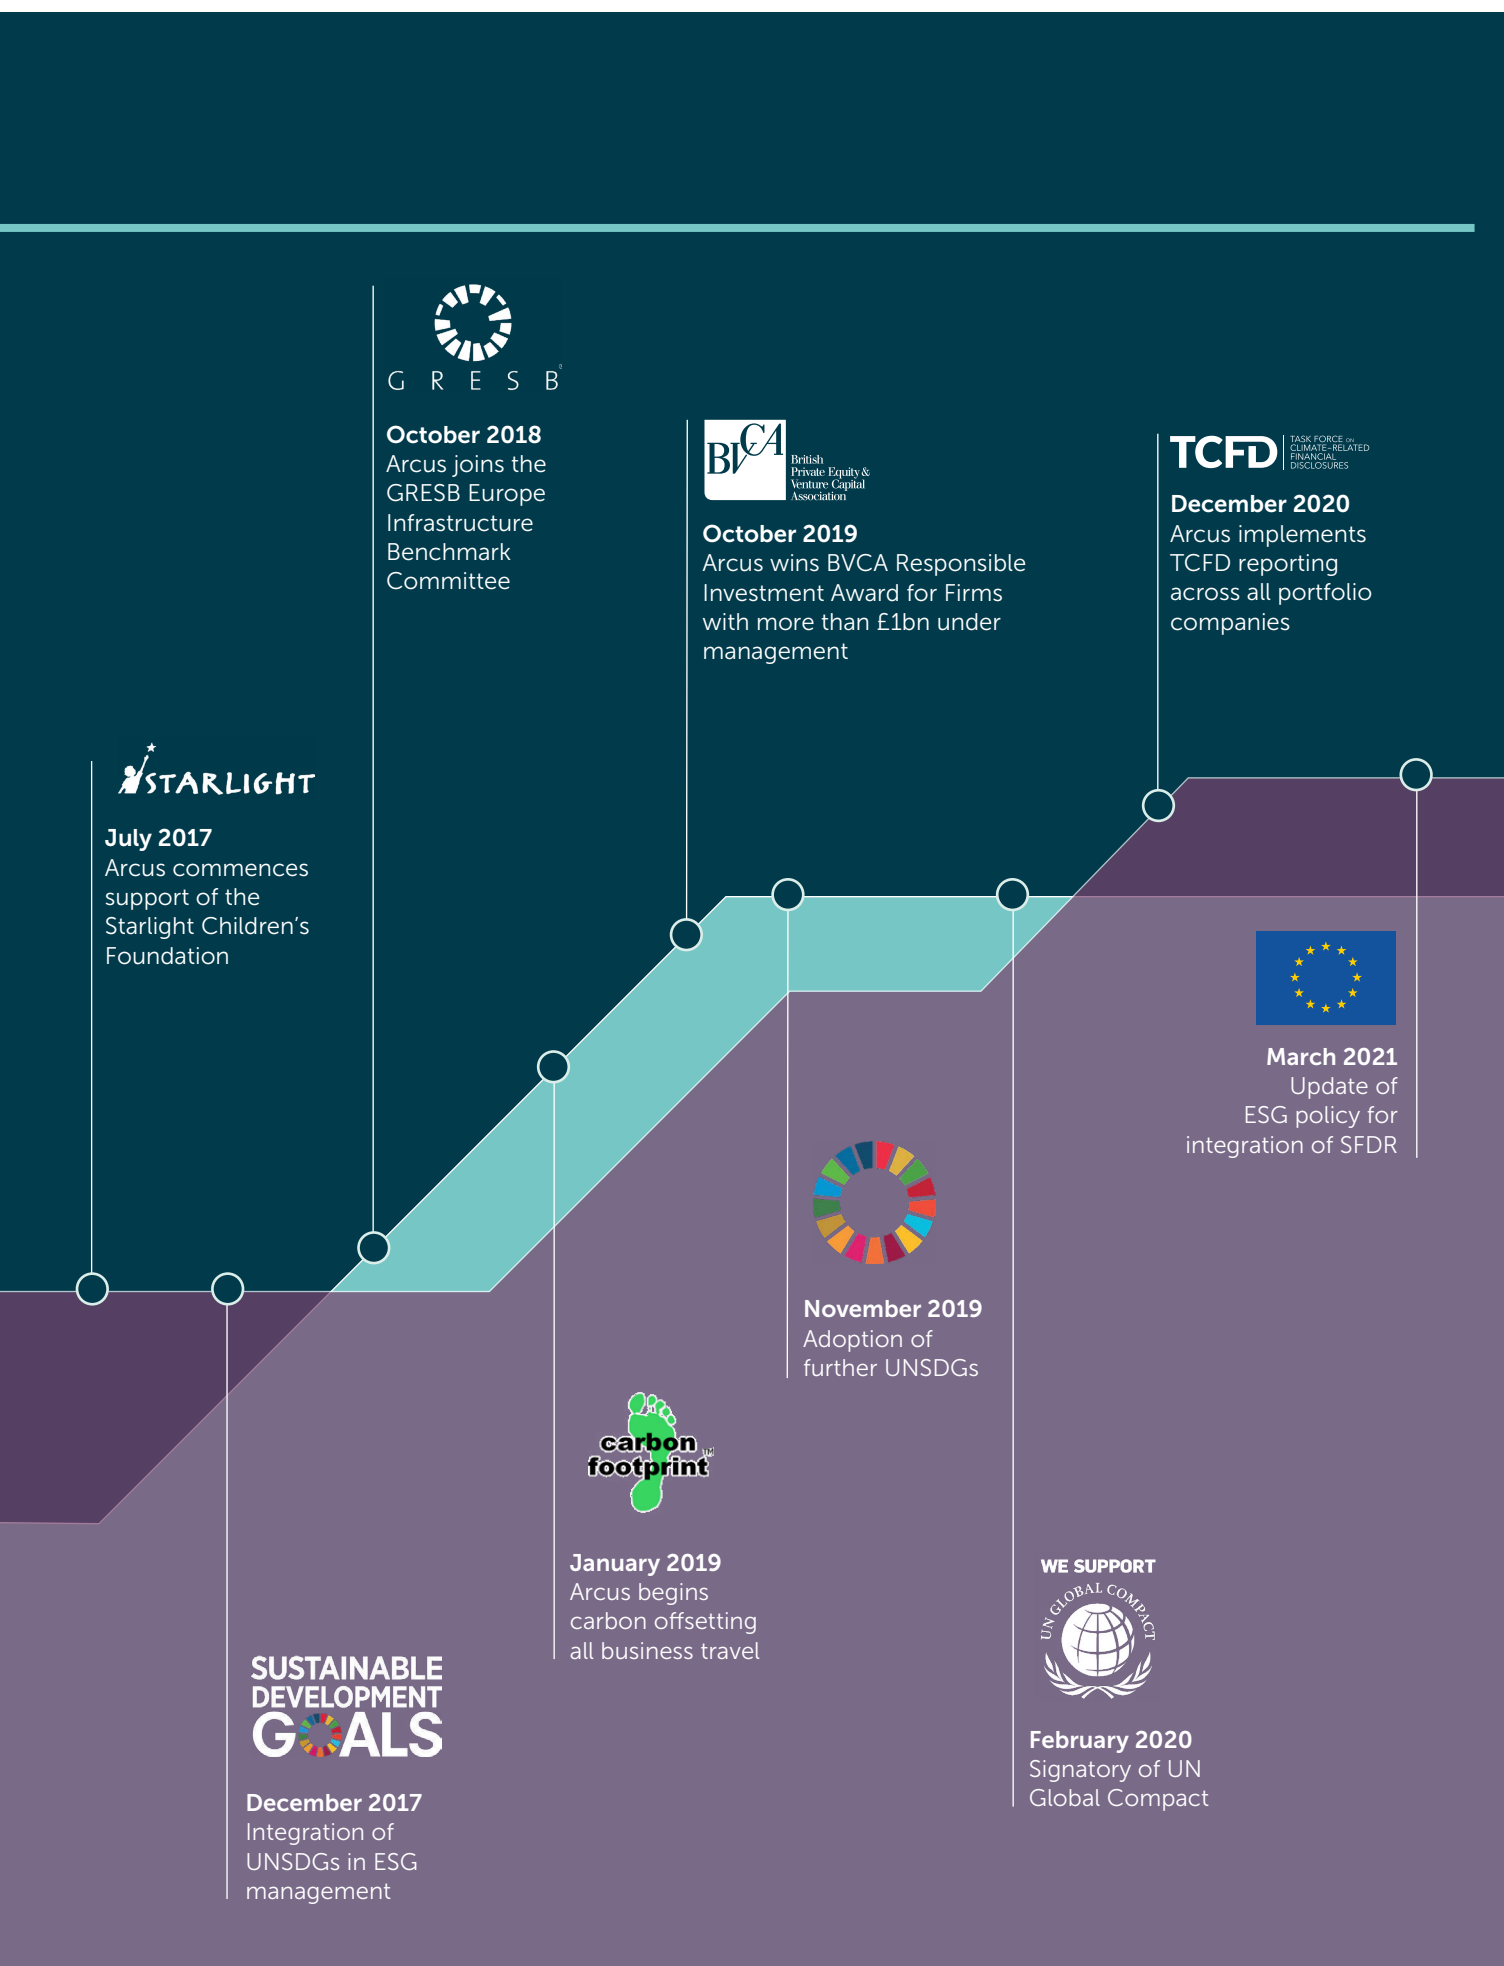 GRESB
October 2018
Arcus joins the
GRESB Europe
Infrastructure
Benchmark
Committee
BVCA
British
Private Equity &
Venture Capital
Association
October 2019
Arcus wins BVCA Responsible
Investment Award for Firms
with more than £1bn under
management
TCFD
TASK FORCE ON
CLIMATE-RELATED
FINANCIAL
DISCLOSURES
December 2020
Arcus implements
TCFD reporting
across all portfolio
companies
STARLIGHT
July 2017
Arcus commences
support of the
Starlight Children’s
Foundation
March 2021
Update of
ESG policy for
integration of SFDR
November 2019
Adoption of
further UNSDGs
carbon
footprint™
January 2019
Arcus begins
carbon offsetting
all business travel
WE SUPPORT
UN GLOBAL COMPACT
February 2020
Signatory of UN
Global Compact
SUSTAINABLE
DEVELOPMENT
GOALS
December 2017
Integration of
UNSDGs in ESG
management